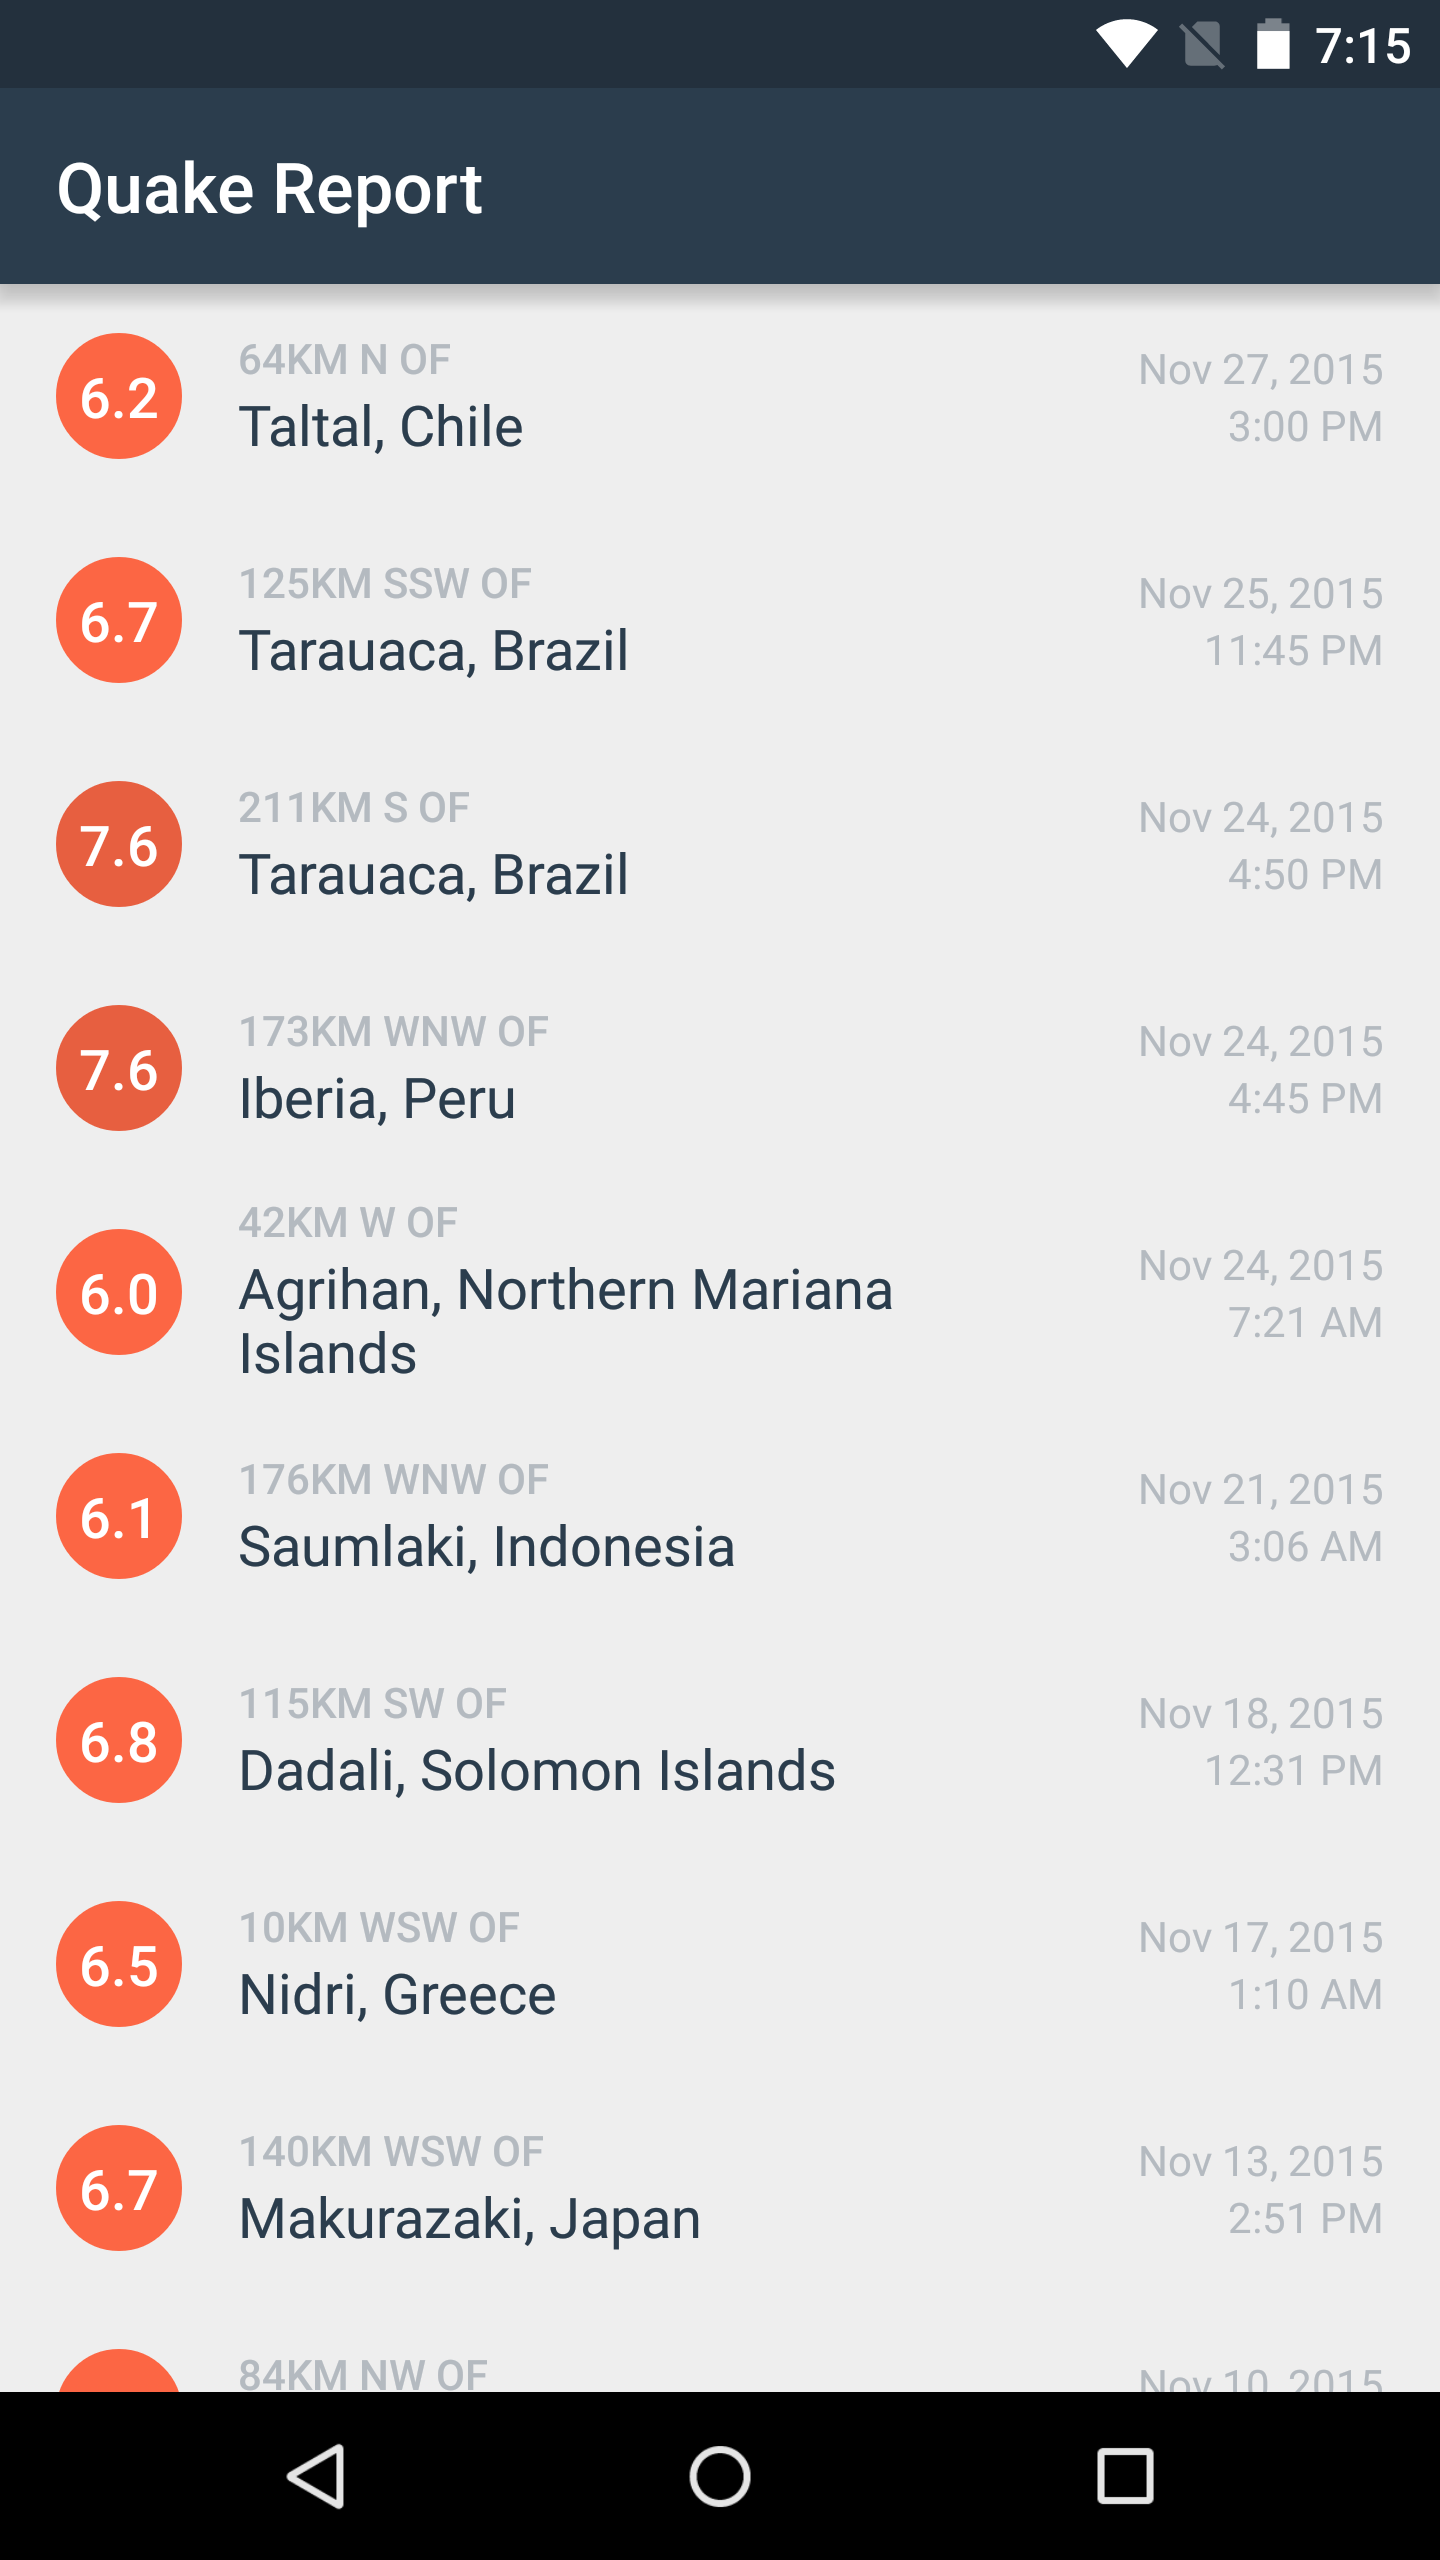 7:15
Quake Report
6.2
64KM N OF
Taltal, Chile
Nov 27, 2015
3:00 PM
6.7
125KM SSW OF
Tarauaca, Brazil
Nov 25, 2015
11:45 PM
7.6
211KM S OF
Tarauaca, Brazil
Nov 24, 2015
4:50 PM
7.6
173KM WNW OF
Iberia, Peru
Nov 24, 2015
4:45 PM
6.0
42KM W OF
Agrihan, Northern Mariana
Islands
Nov 24, 2015
7:21 AM
6.1
176KM WNW OF
Saumlaki, Indonesia
Nov 21, 2015
3:06 AM
6.8
115KM SW OF
Dadali, Solomon Islands
Nov 18, 2015
12:31 PM
6.5
10KM WSW OF
Nidri, Greece
Nov 17, 2015
1:10 AM
6.7
140KM WSW OF
Makurazaki, Japan
Nov 13, 2015
2:51 PM
84KM NW OF
Nov 10, 2015